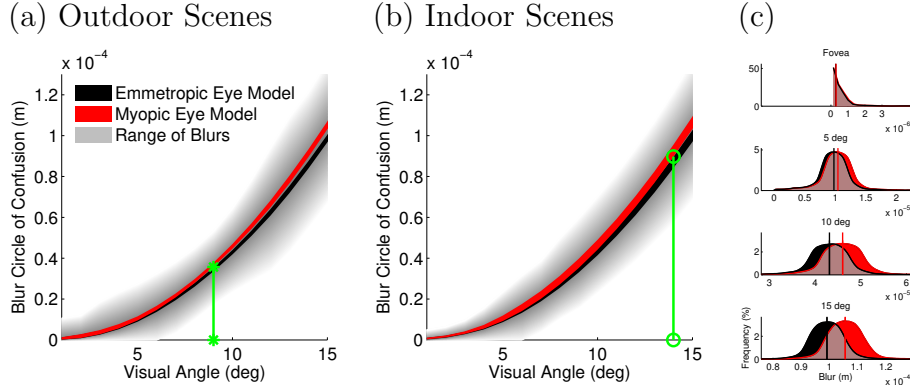 (a) Outdoor Scenes
x 10⁻⁴
Blur Circle of Confusion (m)
1.2
1
0.8
0.6
0.4
0.2
0
5 10 15
Visual Angle (deg)
Emmetropic Eye Model
Myopic Eye Model
Range of Blurs
(b) Indoor Scenes
x 10⁻⁴
Blur Circle of Confusion (m)
1.2
1
0.8
0.6
0.4
0.2
0
5 10 15
Visual Angle (deg)
(c)
Fovea
50
0
0 1 2 3
x 10⁻⁶
5 deg
5
0
0 0.5 1 1.5 2
x 10⁻⁵
10 deg
2
0
3 4 5 6
x 10⁻⁵
15 deg
Frequency (%)
2
0
0.8 0.9 1 1.1 1.2
Blur (m)
x 10⁻⁴